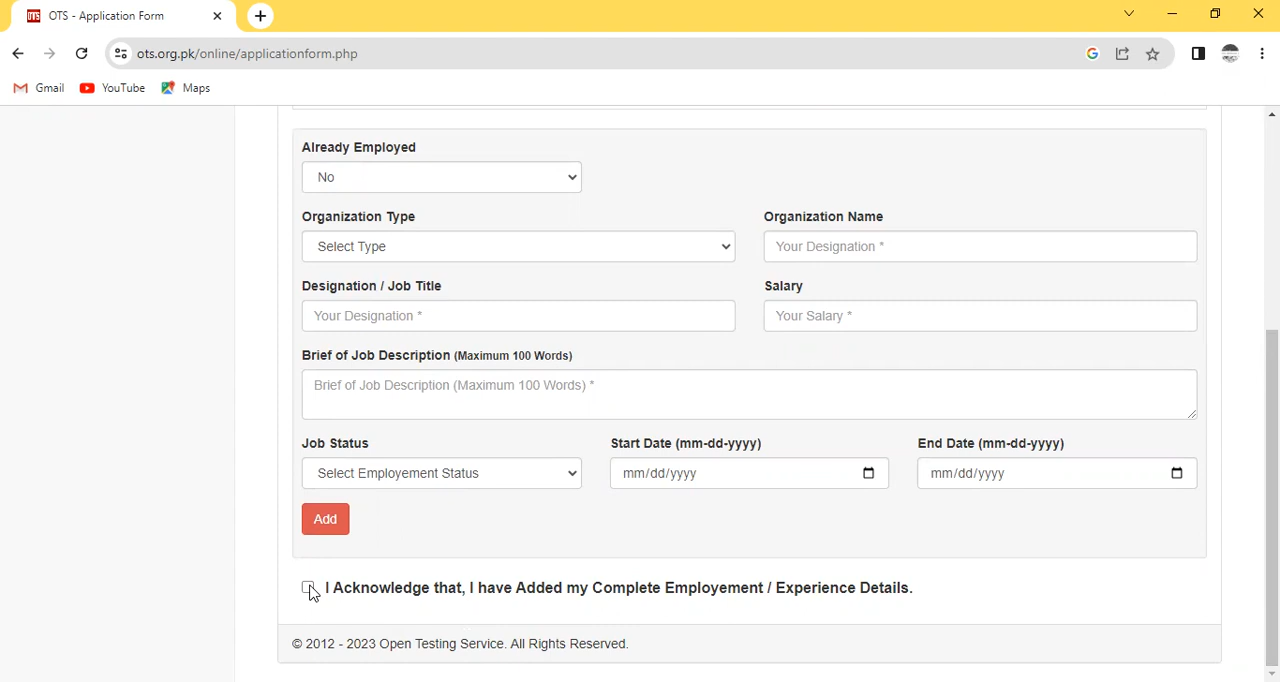 OTS OTS - Application Form
ots.org.pk/online/applicationform.php
Gmail YouTube Maps
Already Employed
No
Organization Type Organization Name
Select Type Your Designation *
Designation / Job Title Salary
Your Designation * Your Salary *
Brief of Job Description (Maximum 100 Words)
Brief of Job Description (Maximum 100 Words) *
Job Status Start Date (mm-dd-yyyy) End Date (mm-dd-yyyy)
Select Employement Status mm/dd/yyyy mm/dd/yyyy
Add
I Acknowledge that, I have Added my Complete Employement / Experience Details.
© 2012 - 2023 Open Testing Service. All Rights Reserved.